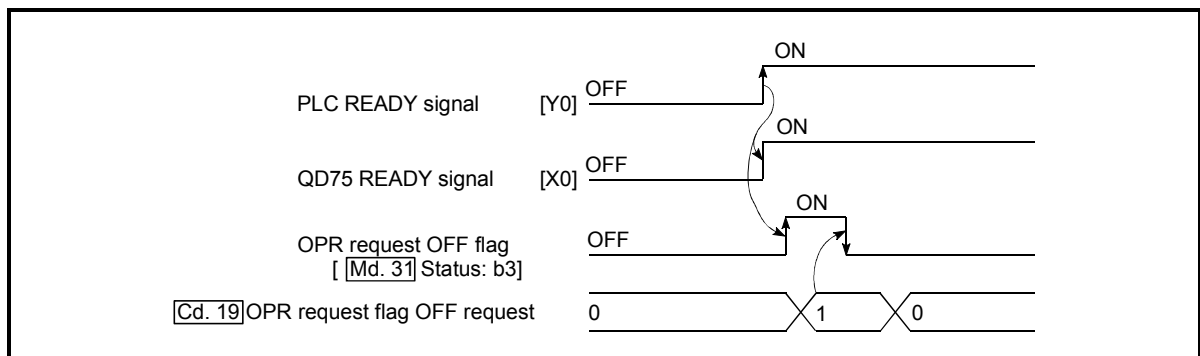 ON
PLC READY signal [Y0] OFF
ON
QD75 READY signal [X0] OFF
ON
OPR request OFF flag OFF
[ Md. 31 Status: b3]
Cd. 19 OPR request flag OFF request 0 1 0